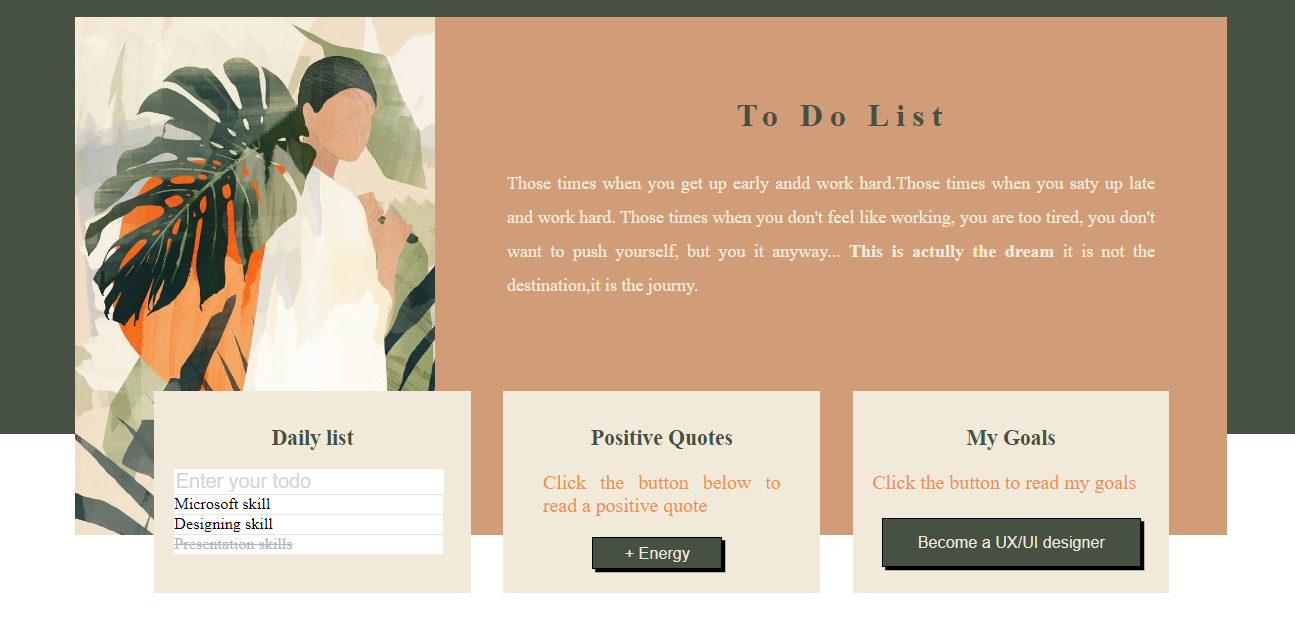 To Do List
Those times when you get up early andd work hard.Those times when you saty up late
and work hard. Those times when you don't feel like working, you are too tired, you don't
want to push yourself, but you it anyway... This is actully the dream it is not the
destination,it is the journy.
Daily list
Enter your todo
Microsoft skill
Designing skill
Presentation skills
Positive Quotes
Click the button below to
read a positive quote
+ Energy
My Goals
Click the button to read my goals
Become a UX/UI designer